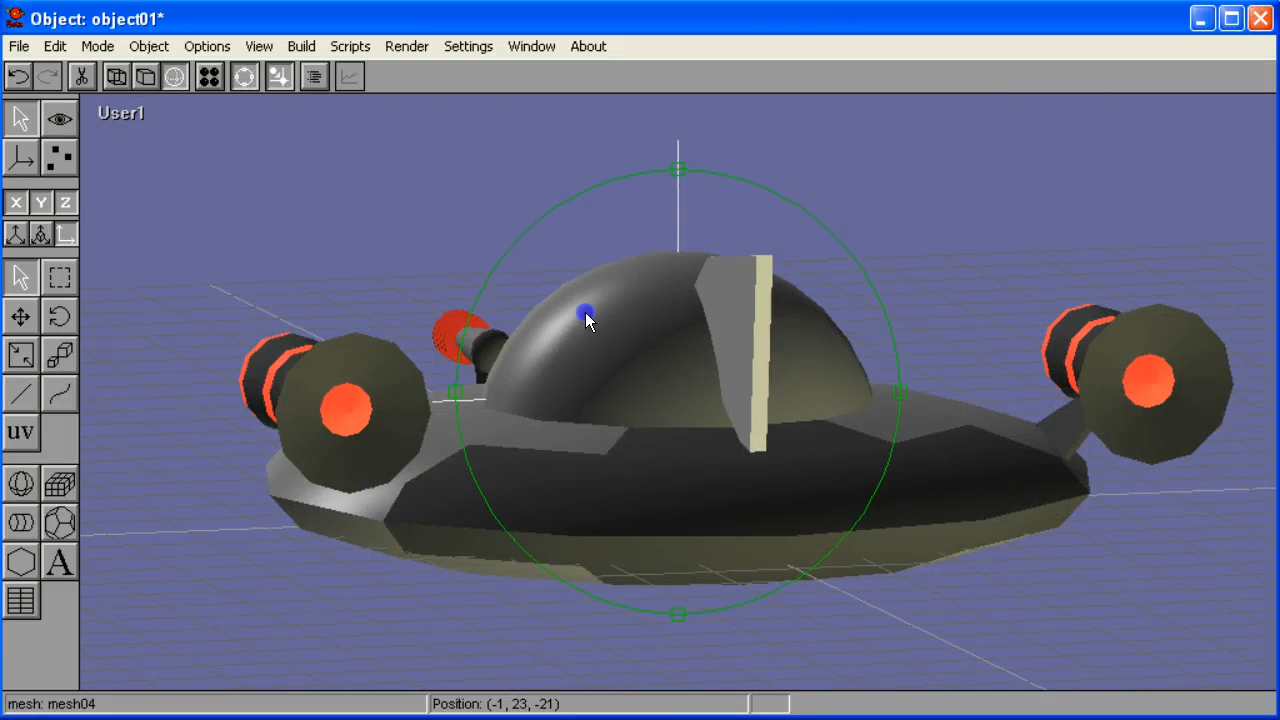 Object: object01*
File Edit Mode Object Options View Build Scripts Render Settings Window About
User1
X Y Z
uv
A
mesh: mesh04 Position: (-1, 23, -21)